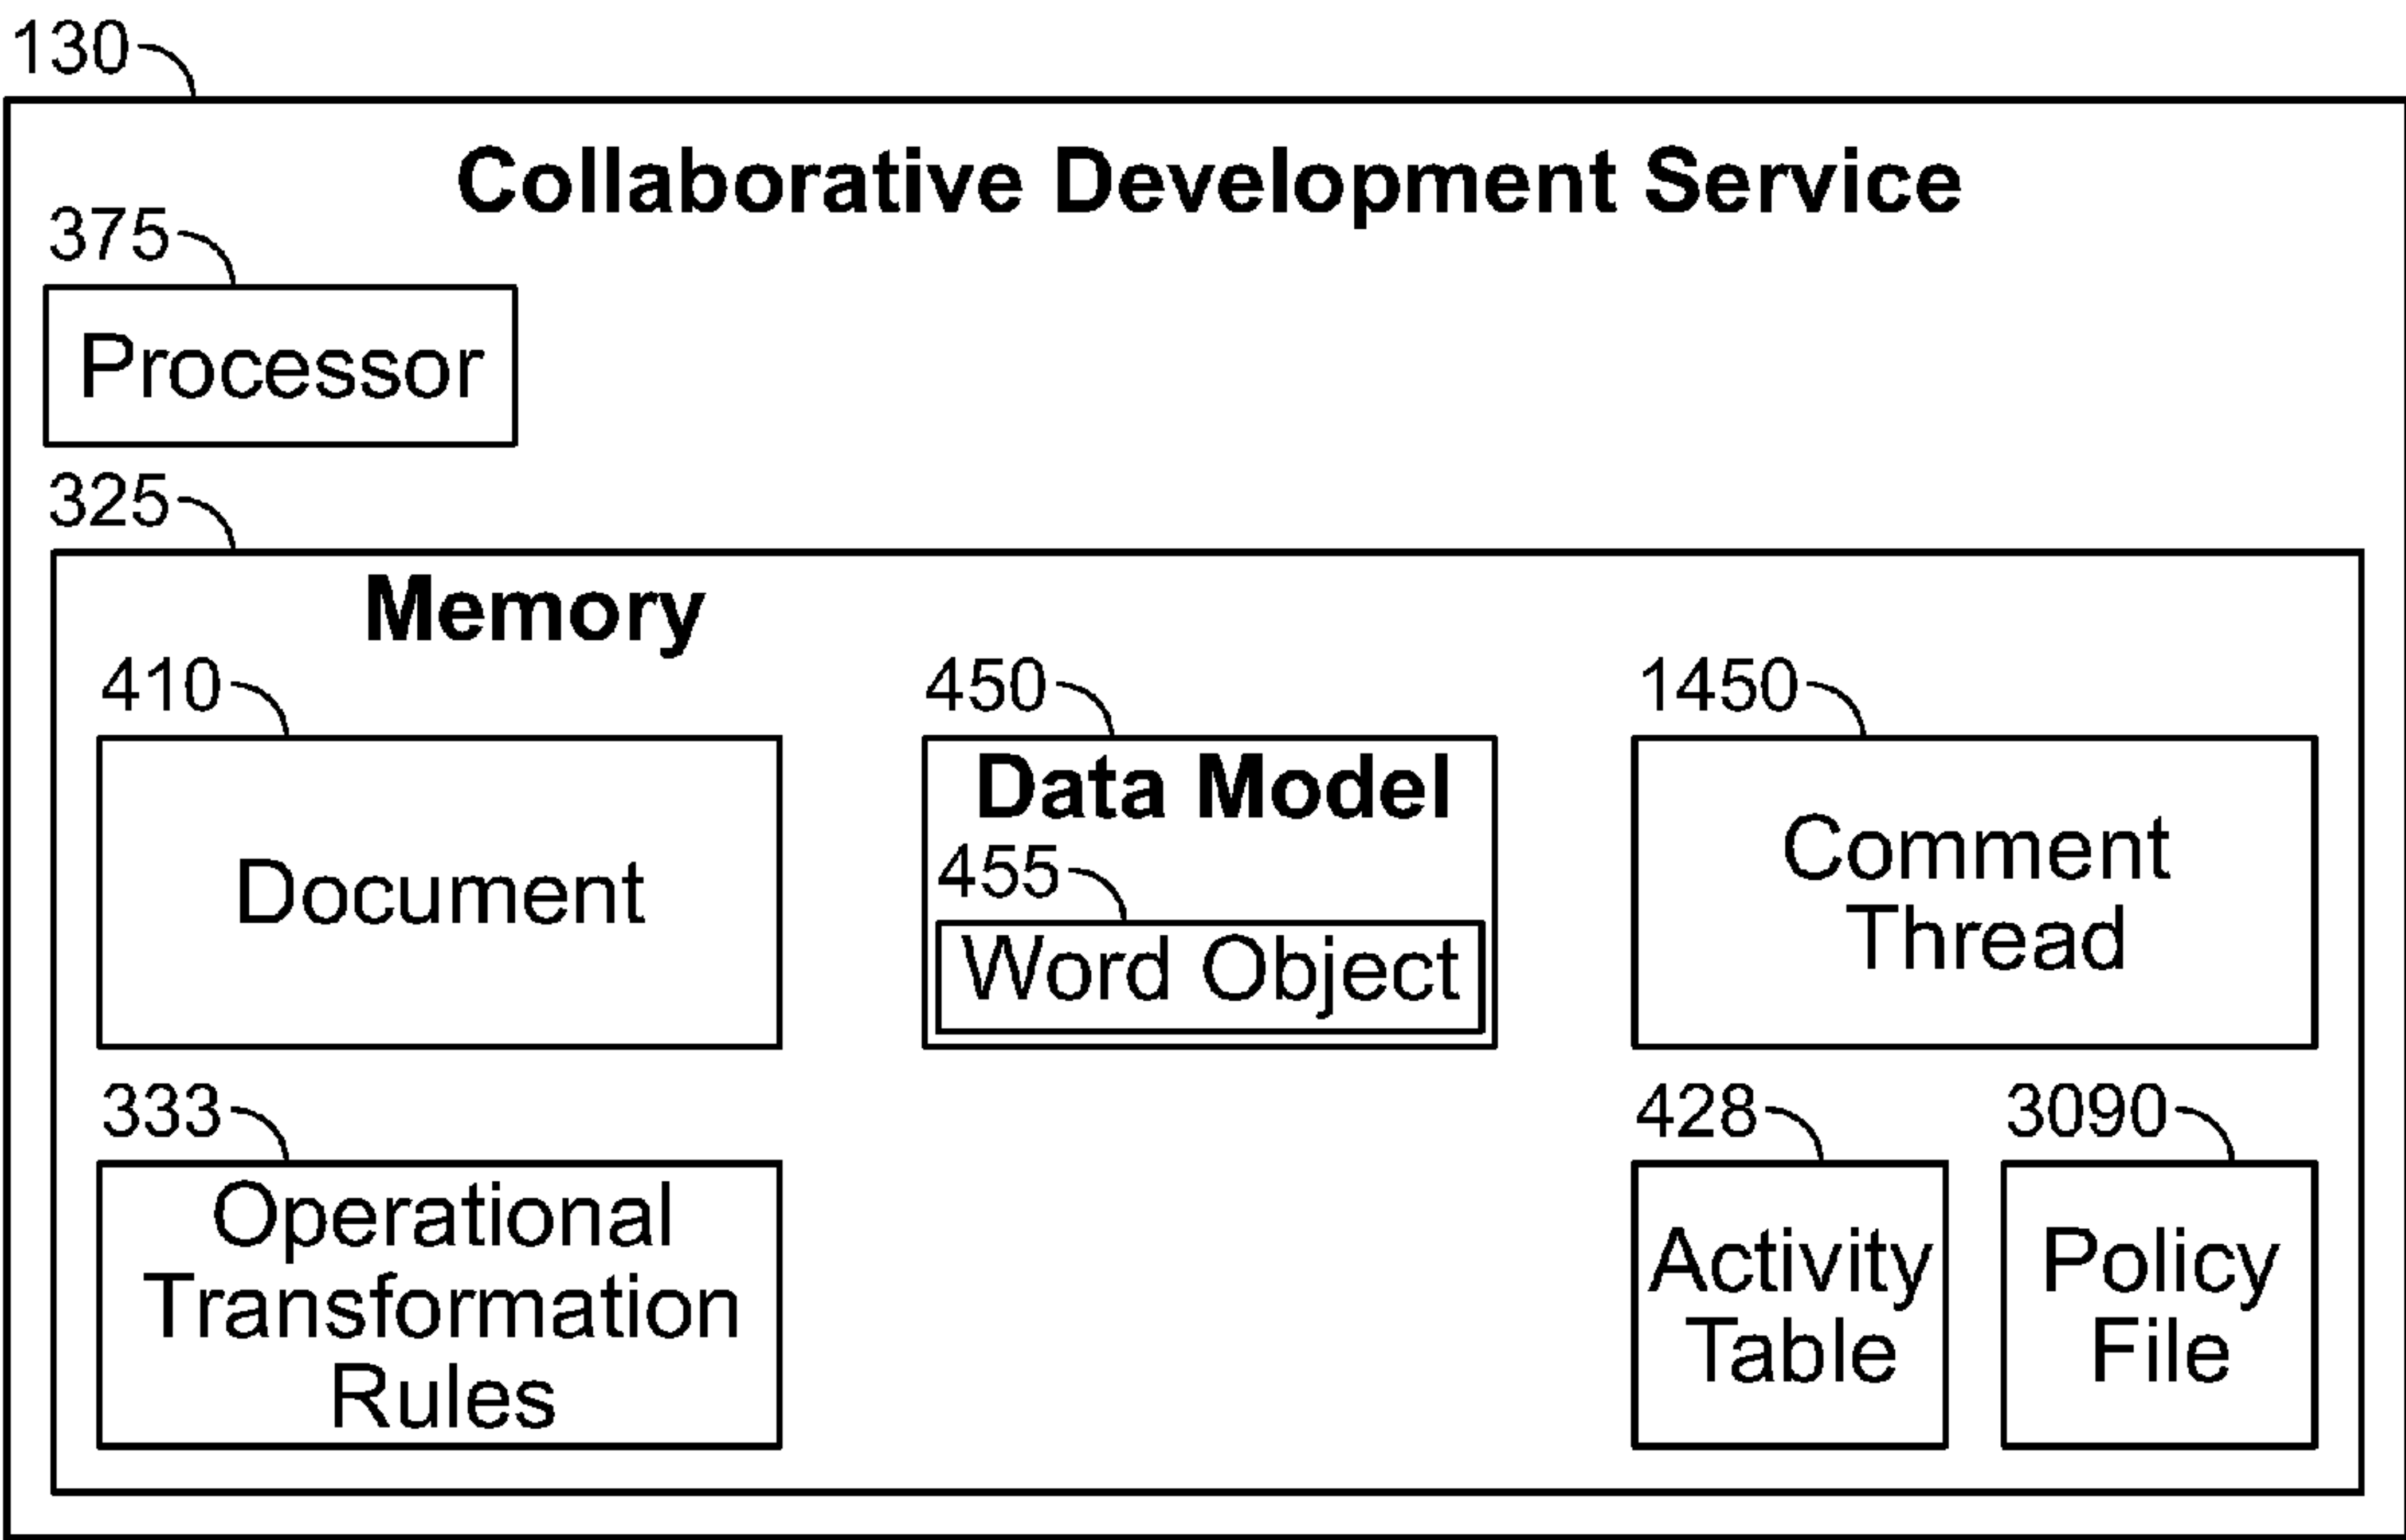 130
Collaborative Development Service
375
Processor
325
Memory
410
Document
450
Data Model
455
Word Object
1450
Comment
Thread
333
Operational
Transformation
Rules
428
Activity
Table
3090
Policy
File